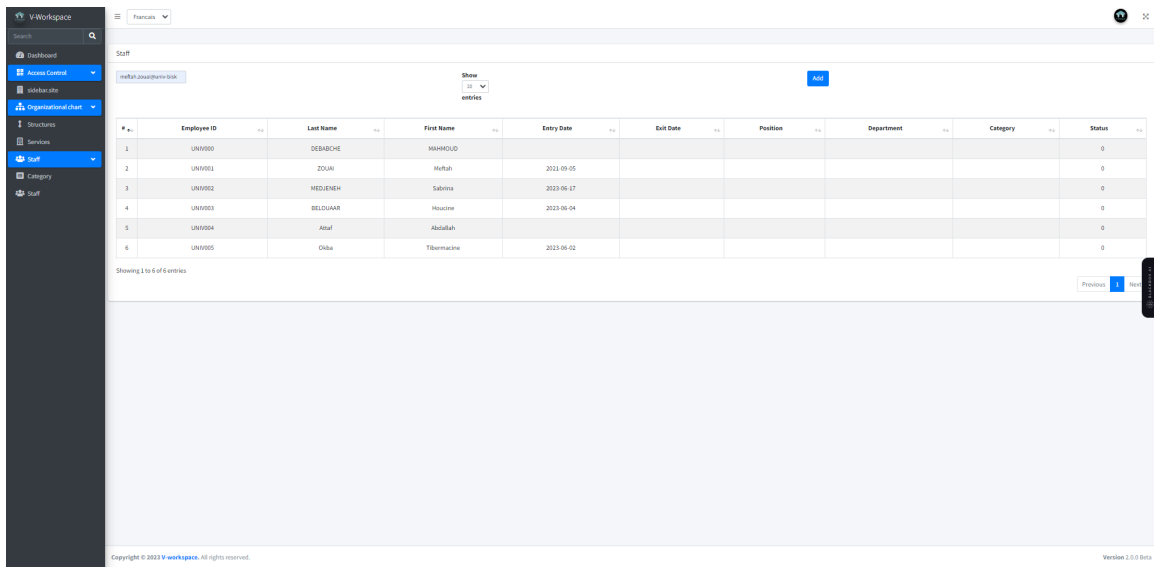 V-Workspace
Francais
Search
Dashboard
Staff
Access Control
meftah.zouai@univ-bisk
Show
10
entries
Add
sidebar.site
Organizational chart
Structures
Services
Staff
Category
Staff
# Employee ID Last Name First Name Entry Date Exit Date Position Department Category Status
1 UNIV000 DEBABCHE MAHMOUD 0
2 UNIV001 ZOUAI Meftah 2021-09-05 0
3 UNIV002 MEDJENEH Sabrina 2023-06-17 0
4 UNIV003 BELOUAAR Houcine 2023-06-04 0
5 UNIV004 Attaf Abdallah 0
6 UNIV005 Okba Tibermacine 2023-06-02 0
Showing 1 to 6 of 6 entries
Previous 1 Next
Copyright © 2023 V-workspace. All rights reserved.
Version 2.0.0 Beta